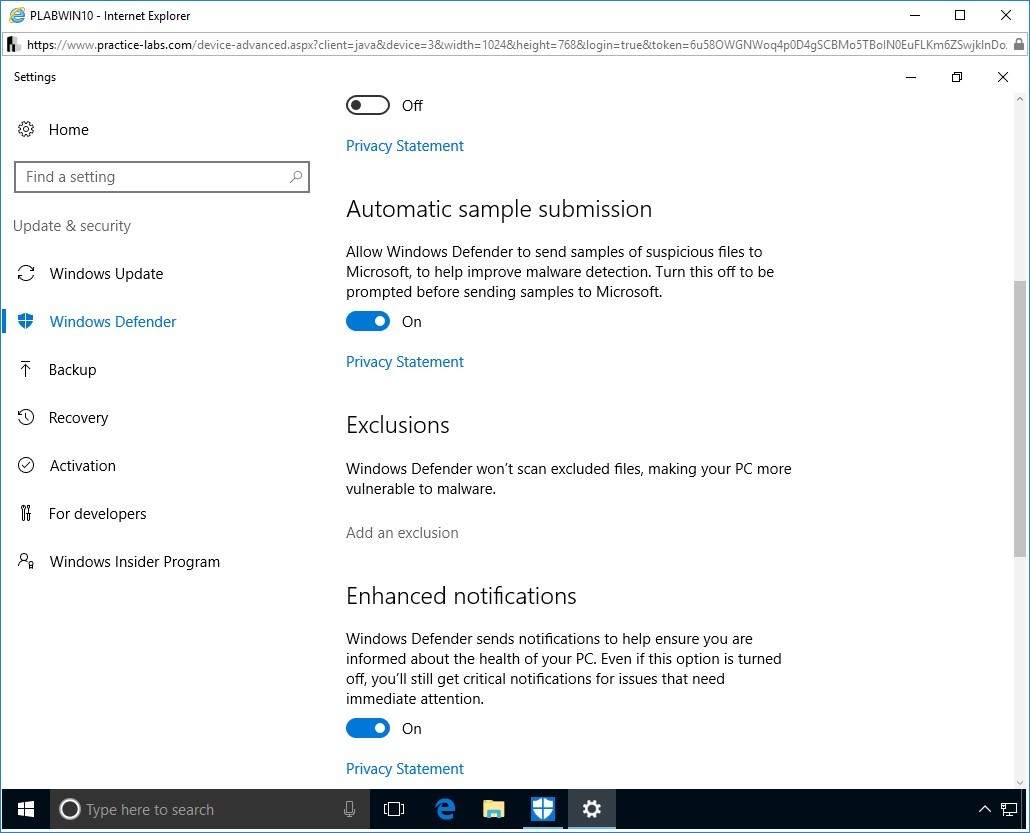 PLABWIN10 - Internet Explorer
https://www.practice-labs.com/device-advanced.aspx?client=java&device=3&width=1024&height=768&login=true&token=6u58OWGNWoq4p0D4gSCBMo5TBolN0EuFLKm6ZSwjklnDo
Settings
Home
Find a setting
Update & security
Windows Update
Windows Defender
Backup
Recovery
Activation
For developers
Windows Insider Program
Off
Privacy Statement
Automatic sample submission
Allow Windows Defender to send samples of suspicious files to
Microsoft, to help improve malware detection. Turn this off to be
prompted before sending samples to Microsoft.
On
Privacy Statement
Exclusions
Windows Defender won't scan excluded files, making your PC more
vulnerable to malware.
Add an exclusion
Enhanced notifications
Windows Defender sends notifications to help ensure you are
informed about the health of your PC. Even if this option is turned
off, you'll still get critical notifications for issues that need
immediate attention.
On
Privacy Statement
Type here to search